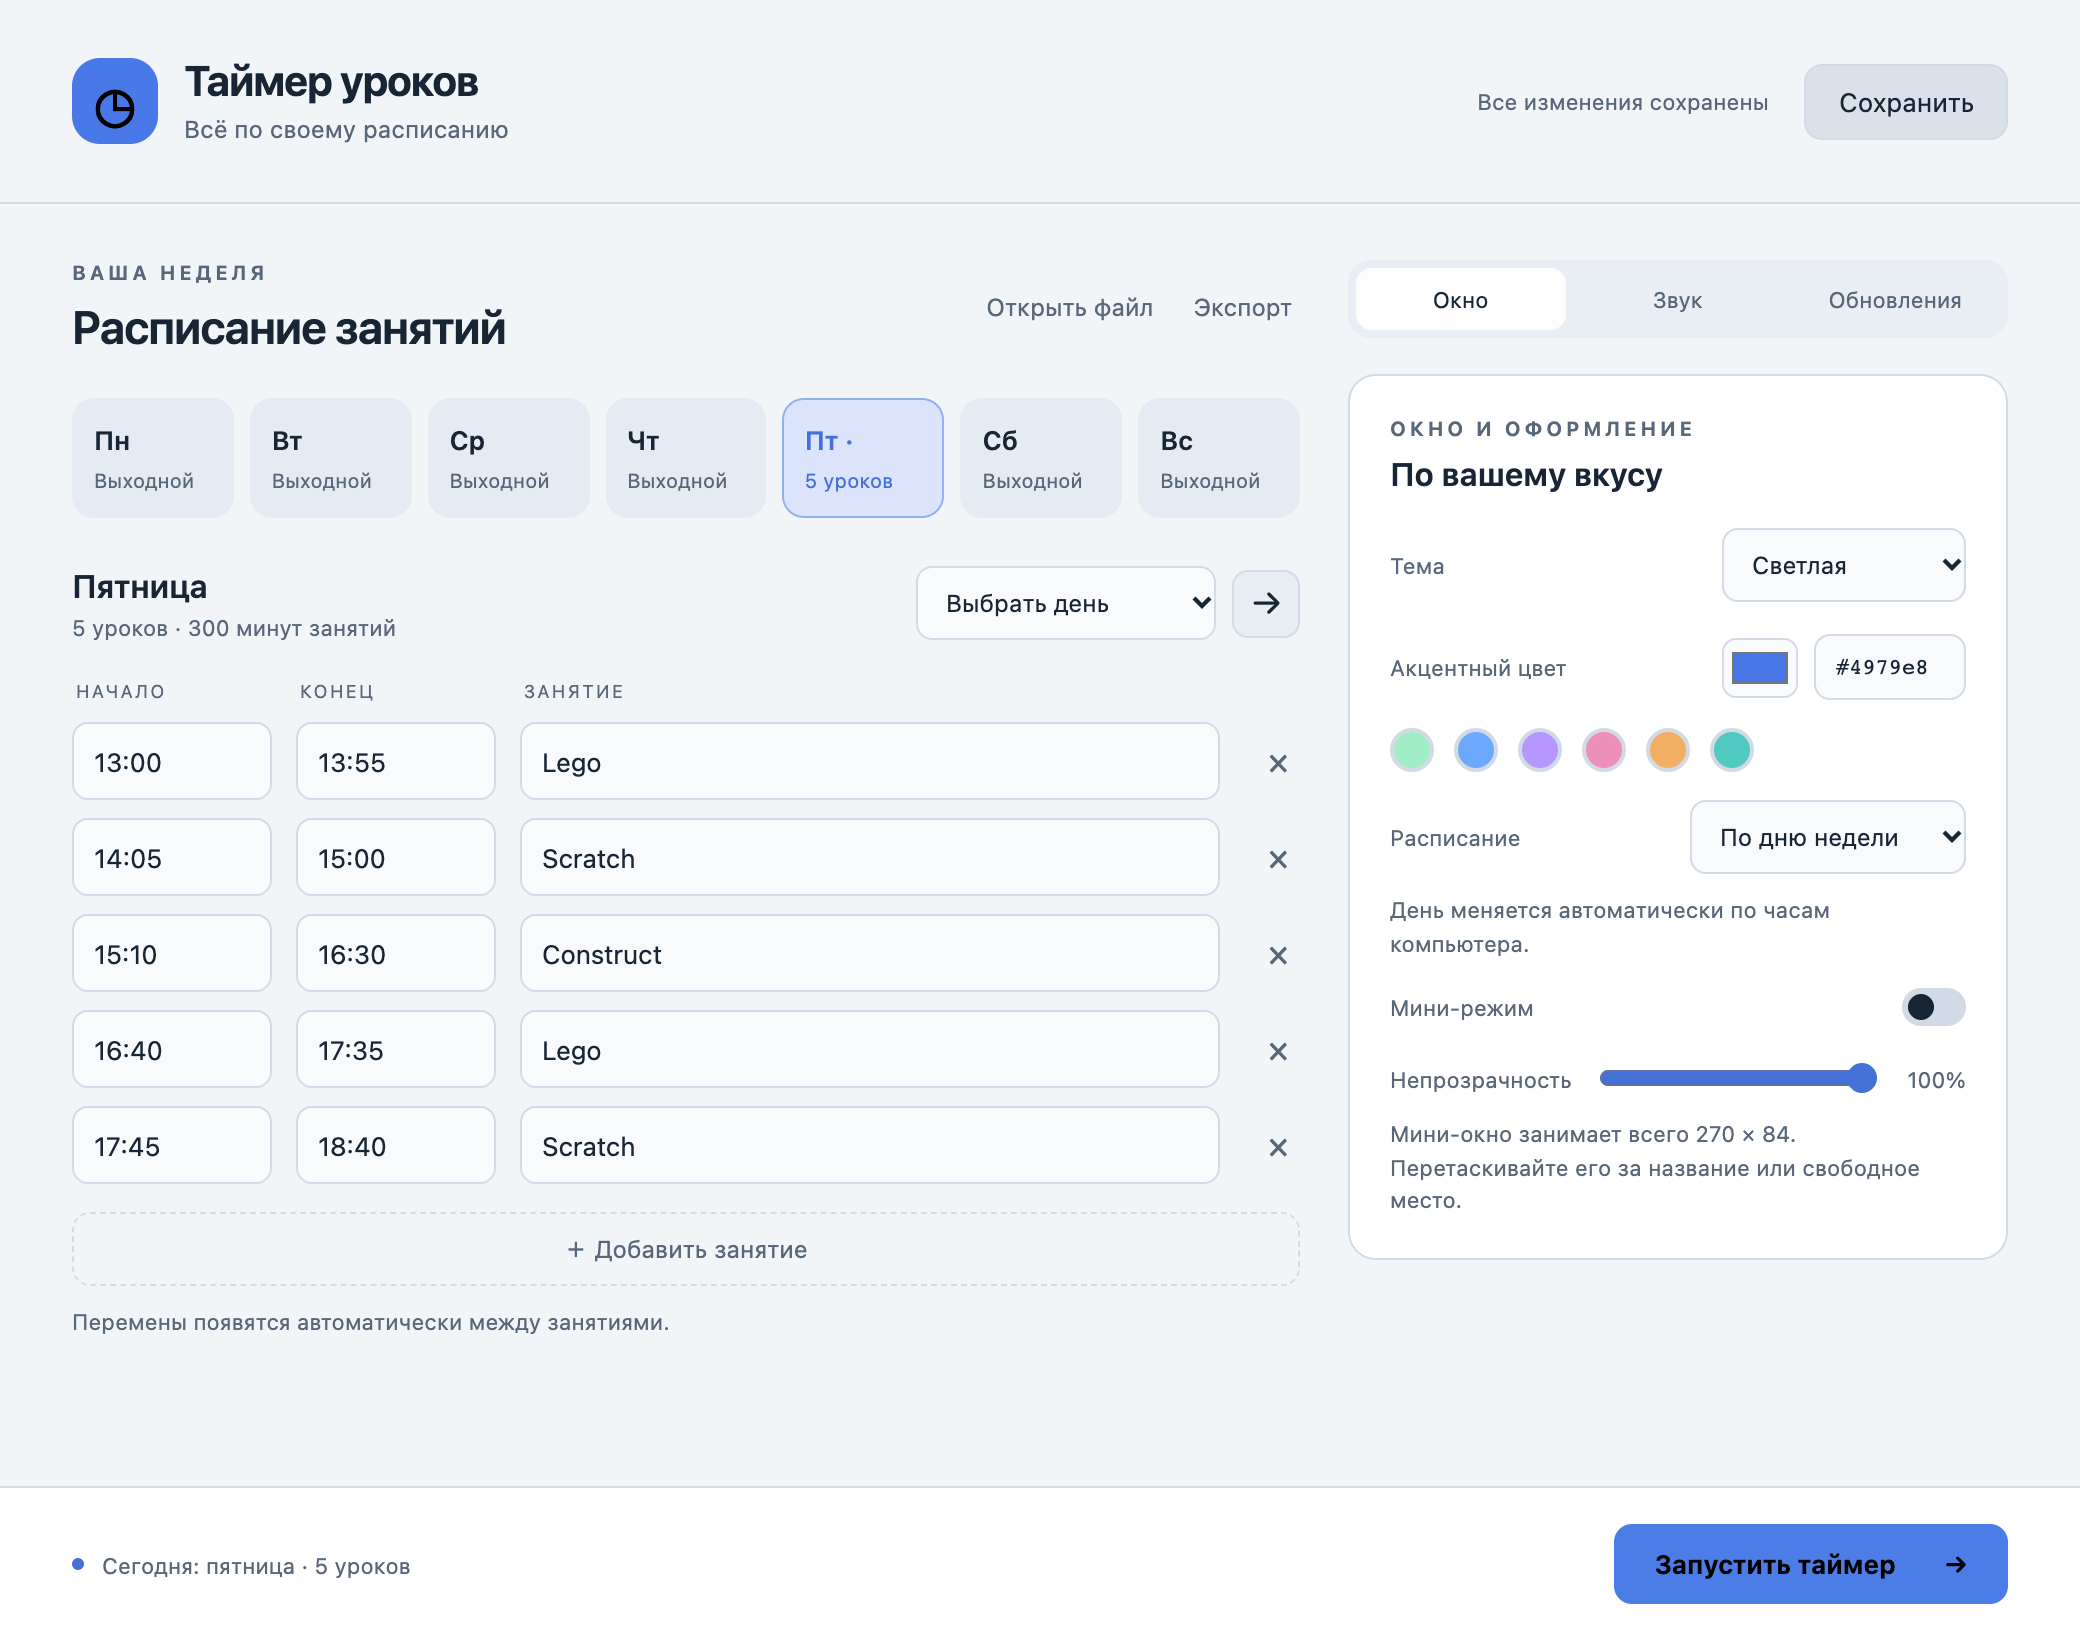 Таймер уроков
Всё по своему расписанию
Все изменения сохранены
Сохранить
ВАША НЕДЕЛЯ
Расписание занятий
Открыть файл
Экспорт
Пн
Выходной
Вт
Выходной
Ср
Выходной
Чт
Выходной
Пт ·
5 уроков
Сб
Выходной
Вс
Выходной
Пятница
5 уроков · 300 минут занятий
Выбрать день
→
НАЧАЛО КОНЕЦ ЗАНЯТИЕ
13:00 13:55 Lego ×
14:05 15:00 Scratch ×
15:10 16:30 Construct ×
16:40 17:35 Lego ×
17:45 18:40 Scratch ×
+ Добавить занятие
Перемены появятся автоматически между занятиями.
Окно
Звук
Обновления
ОКНО И ОФОРМЛЕНИЕ
По вашему вкусу
Тема
Светлая
Акцентный цвет
#4979e8
Расписание
По дню недели
День меняется автоматически по часам
компьютера.
Мини-режим
Непрозрачность
100%
Мини-окно занимает всего 270 × 84.
Перетаскивайте его за название или свободное
место.
Сегодня: пятница · 5 уроков
Запустить таймер →